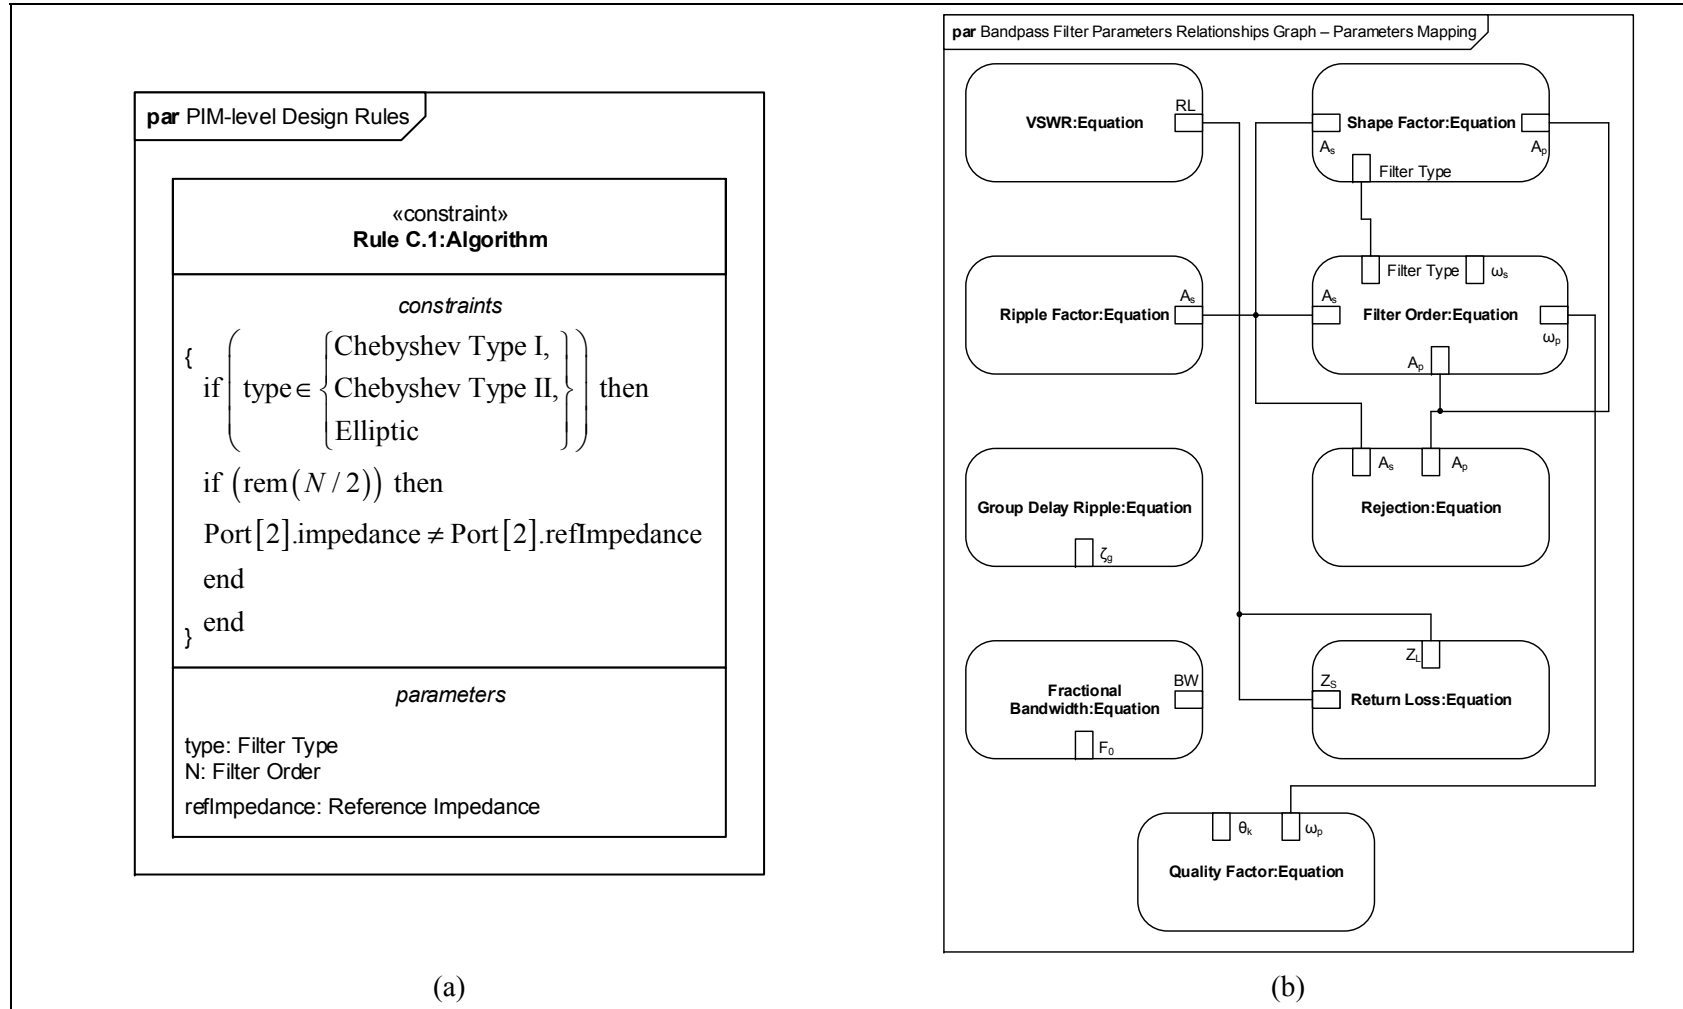 par PIM-level Design Rules
«constraint»
Rule C.1:Algorithm
constraints
{
if ( type ∈ { Chebyshev Type I,
Chebyshev Type II,
Elliptic } ) then
if (rem(N / 2)) then
Port[2].impedance ≠ Port[2].refImpedance
end
end
}
parameters
type: Filter Type
N: Filter Order
refImpedance: Reference Impedance
(a)
par Bandpass Filter Parameters Relationships Graph – Parameters Mapping
VSWR:Equation
RL
Shape Factor:Equation
As
Ap
Filter Type
Ripple Factor:Equation
As
Filter Type
ωs
As
Filter Order:Equation
ωp
Ap
Group Delay Ripple:Equation
ζg
As
Ap
Rejection:Equation
Fractional
Bandwidth:Equation
BW
F0
ZL
ZS
Return Loss:Equation
θk
ωp
Quality Factor:Equation
(b)